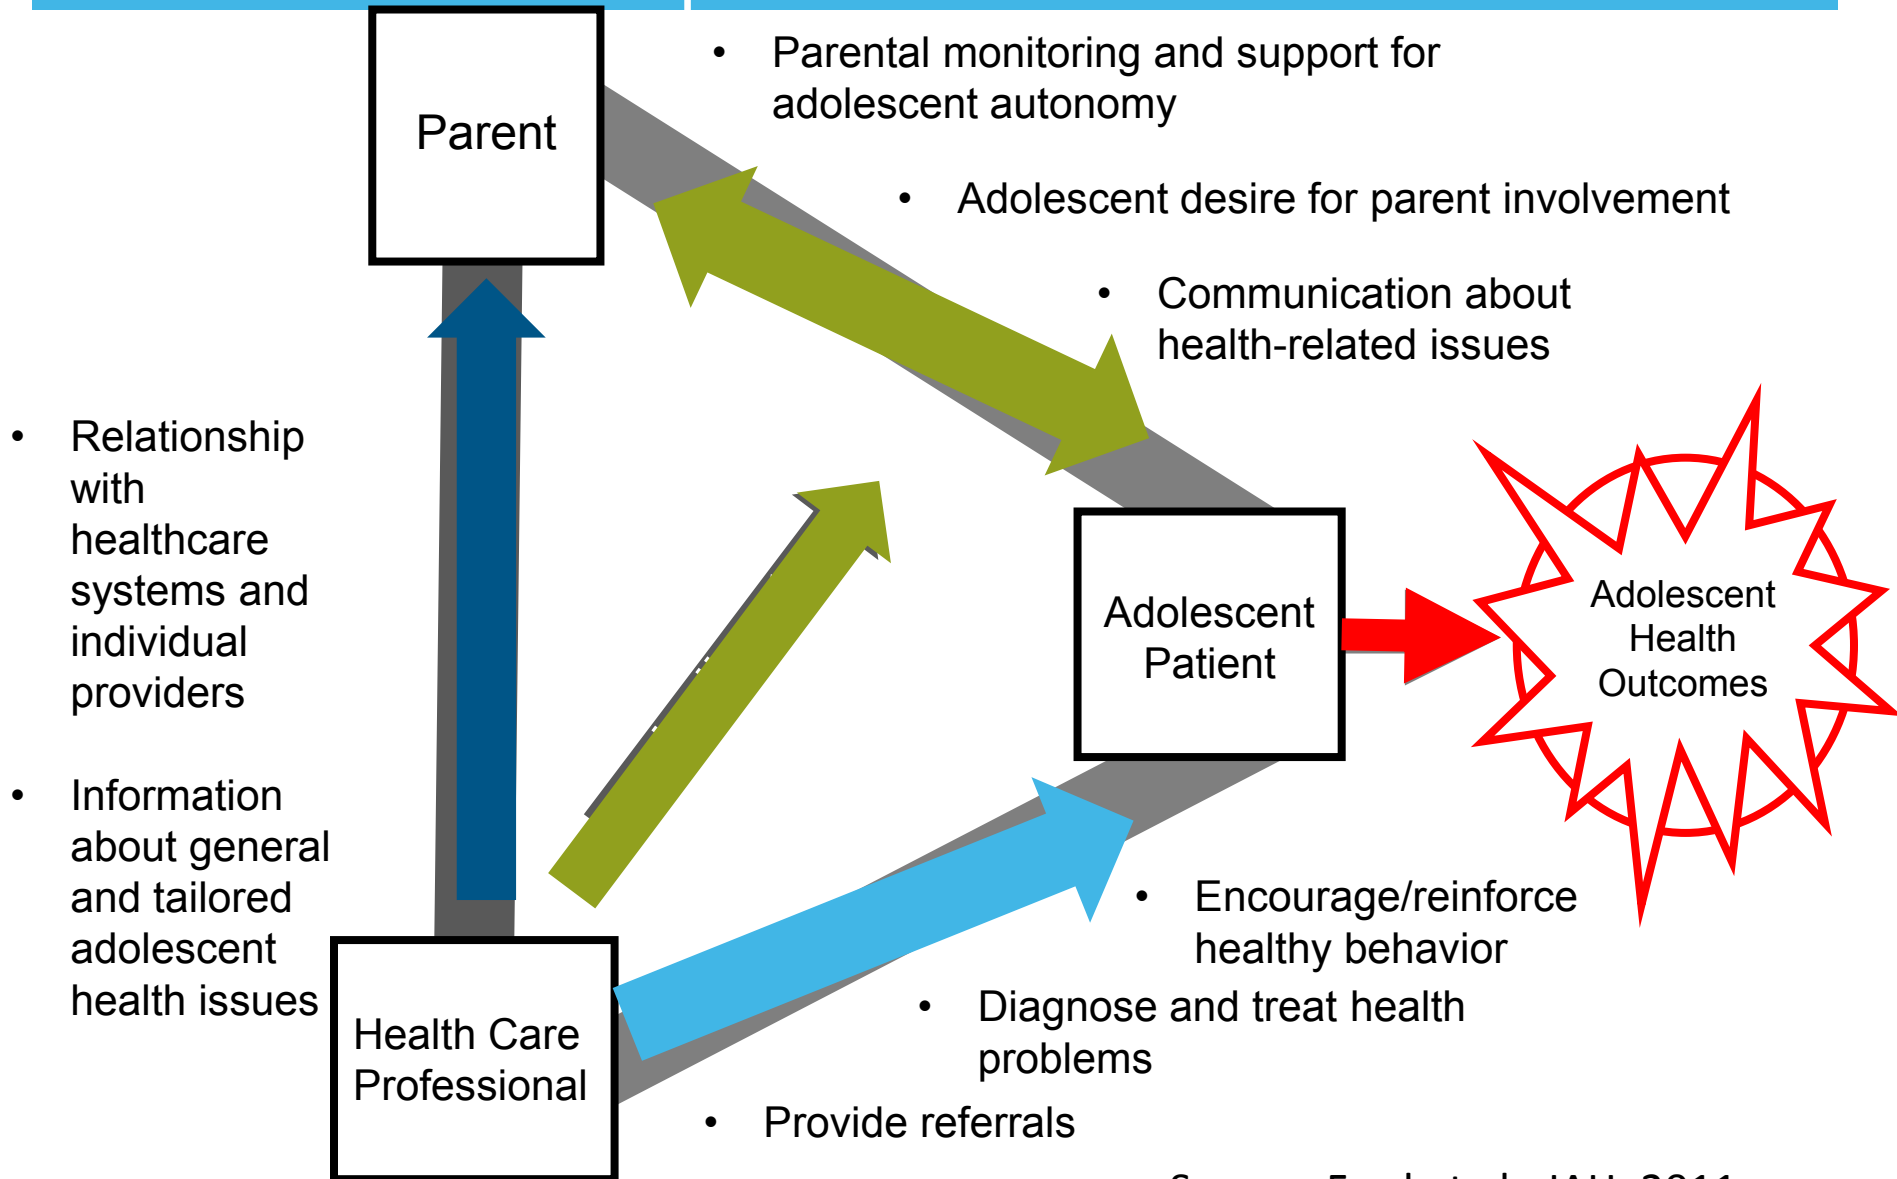 Parent
• Parental monitoring and support for
adolescent autonomy
• Adolescent desire for parent involvement
• Communication about
health-related issues
• Relationship
with
healthcare
systems and
individual
providers
• Information
about general
and tailored
adolescent
health issues
Adolescent
Patient
Adolescent
Health
Outcomes
Health Care
Professional
• Encourage/reinforce
healthy behavior
• Diagnose and treat health
problems
• Provide referrals
2011